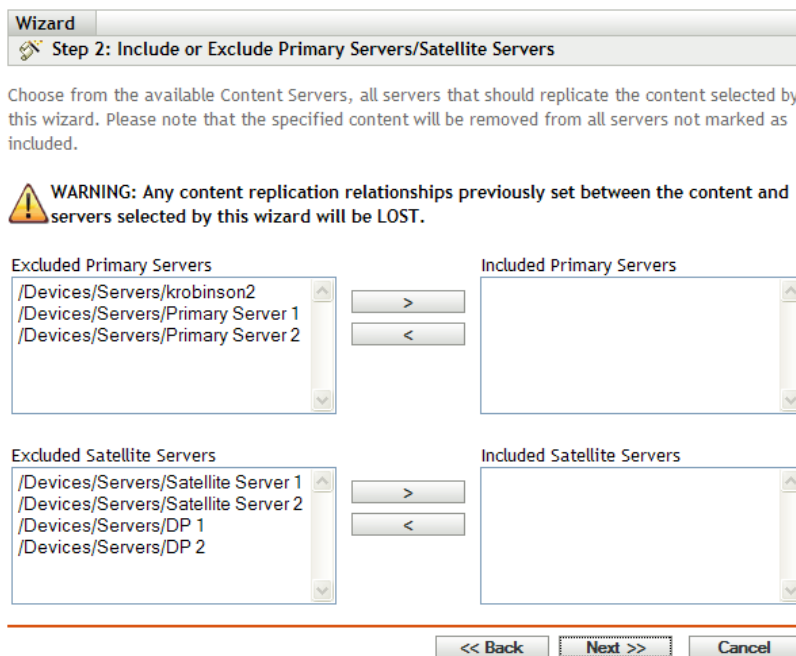 Wizard
Step 2: Include or Exclude Primary Servers/Satellite Servers
Choose from the available Content Servers, all servers that should replicate the content selected by
this wizard. Please note that the specified content will be removed from all servers not marked as
included.
WARNING: Any content replication relationships previously set between the content and
servers selected by this wizard will be LOST.
Excluded Primary Servers
Included Primary Servers
/Devices/Servers/krobinson2
/Devices/Servers/Primary Server 1
/Devices/Servers/Primary Server 2
>
<
Excluded Satellite Servers
Included Satellite Servers
/Devices/Servers/Satellite Server 1
/Devices/Servers/Satellite Server 2
/Devices/Servers/DP 1
/Devices/Servers/DP 2
>
<
<< Back
Next >>
Cancel